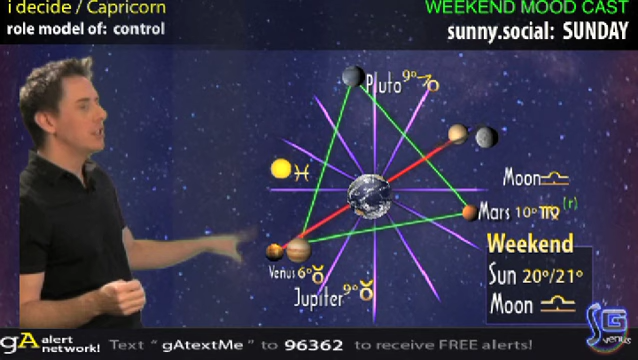 i decide / Capricorn
role model of: control
WEEKEND MOOD CAST
sunny.social: SUNDAY
Pluto 9° ♑
♓
Moon ♎
Mars 10° ♍ (r)
Venus 6° ♉
Jupiter 9° ♉
Weekend
Sun 20°/21°
Moon ♎
SG
venus
gA alert network! Text "gAtextMe" to 96362 to receive FREE alerts!